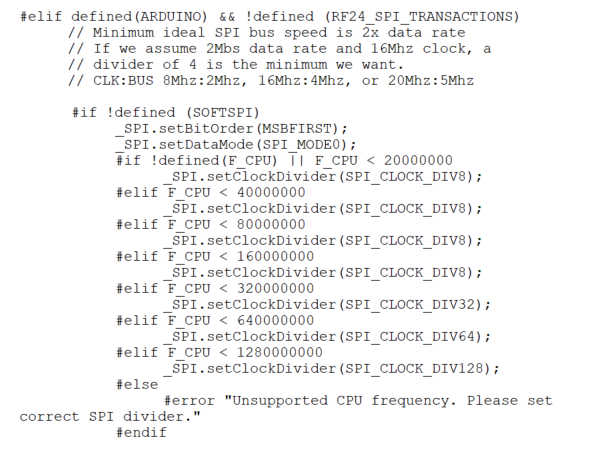 #elif defined(ARDUINO) && !defined (RF24_SPI_TRANSACTIONS)
// Minimum ideal SPI bus speed is 2x data rate
// If we assume 2Mbs data rate and 16Mhz clock, a
// divider of 4 is the minimum we want.
// CLK:BUS 8Mhz:2Mhz, 16Mhz:4Mhz, or 20Mhz:5Mhz
#if !defined (SOFTSPI)
_SPI.setBitOrder(MSBFIRST);
_SPI.setDataMode(SPI_MODE0);
#if !defined(F_CPU) || F_CPU < 20000000
_SPI.setClockDivider(SPI_CLOCK_DIV8);
#elif F_CPU < 40000000
_SPI.setClockDivider(SPI_CLOCK_DIV8);
#elif F_CPU < 80000000
_SPI.setClockDivider(SPI_CLOCK_DIV8);
#elif F_CPU < 160000000
_SPI.setClockDivider(SPI_CLOCK_DIV8);
#elif F_CPU < 320000000
_SPI.setClockDivider(SPI_CLOCK_DIV32);
#elif F_CPU < 640000000
_SPI.setClockDivider(SPI_CLOCK_DIV64);
#elif F_CPU < 1280000000
_SPI.setClockDivider(SPI_CLOCK_DIV128);
#else
#error "Unsupported CPU frequency. Please set
correct SPI divider."
#endif